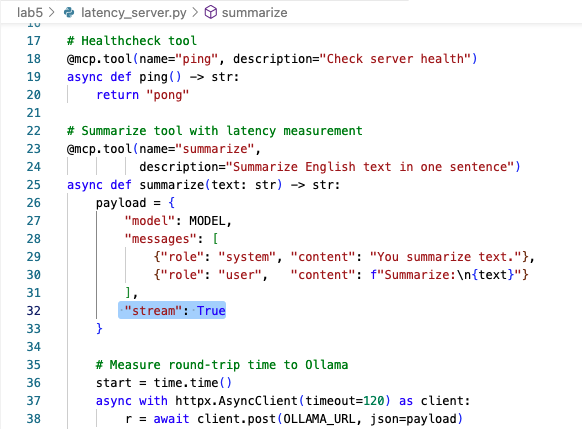 lab5 > latency_server.py > summarize
16
17 # Healthcheck tool
18 @mcp.tool(name="ping", description="Check server health")
19 async def ping() -> str:
20     return "pong"
21
22 # Summarize tool with latency measurement
23 @mcp.tool(name="summarize",
24           description="Summarize English text in one sentence")
25 async def summarize(text: str) -> str:
26     payload = {
27         "model": MODEL,
28         "messages": [
29             {"role": "system", "content": "You summarize text."},
30             {"role": "user",   "content": f"Summarize:\n{text}"}
31         ],
32         "stream": True
33     }
34
35     # Measure round-trip time to Ollama
36     start = time.time()
37     async with httpx.AsyncClient(timeout=120) as client:
38         r = await client.post(OLLAMA_URL, json=payload)